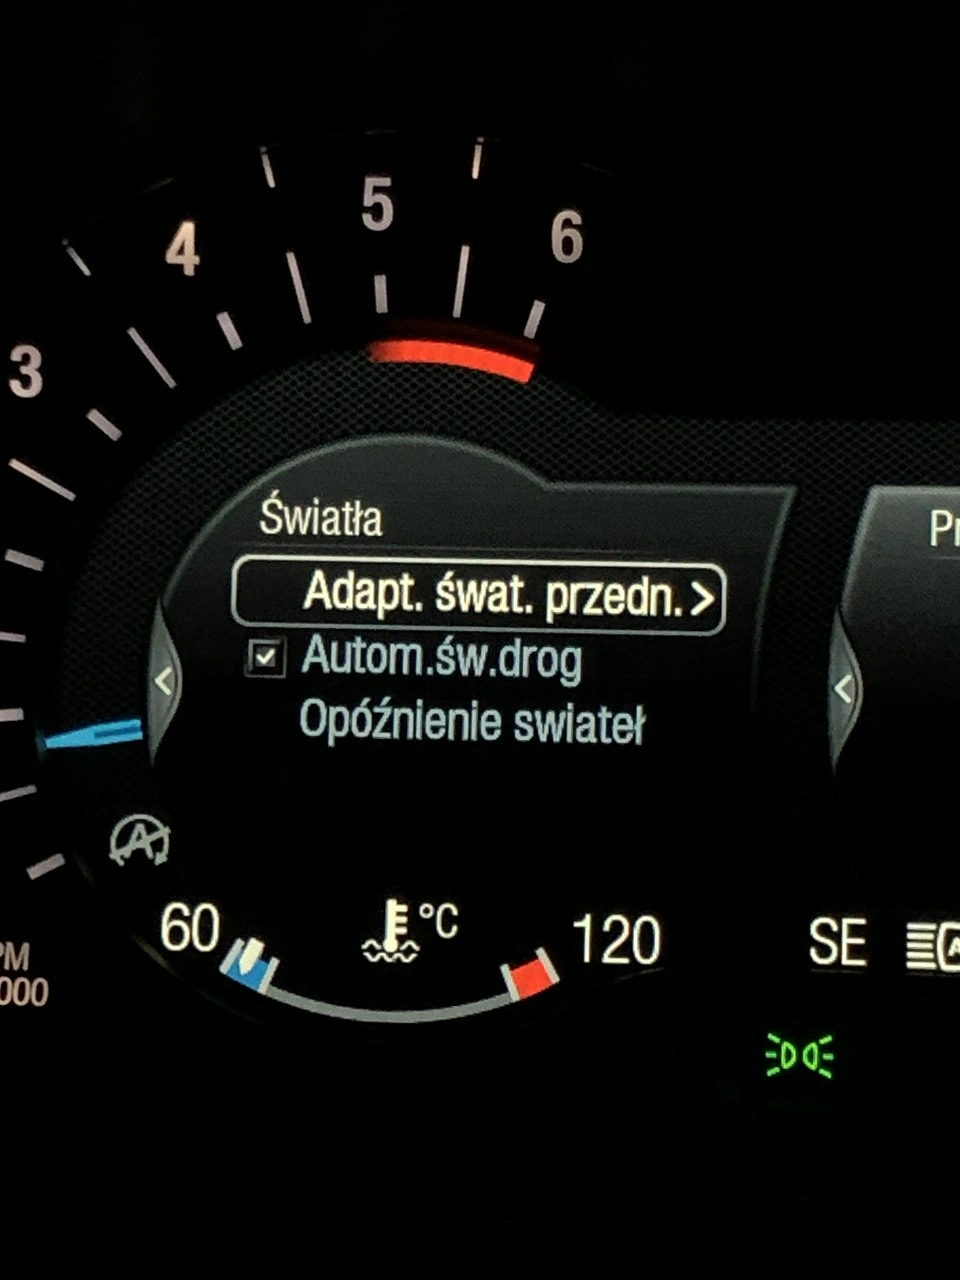 5
4
6
3
Światła
Adapt. śwat. przedn. >
Autom.św.drog
Opóźnienie swiateł
<
<
Pr
A
60
°C
120
SE
A
PM
000